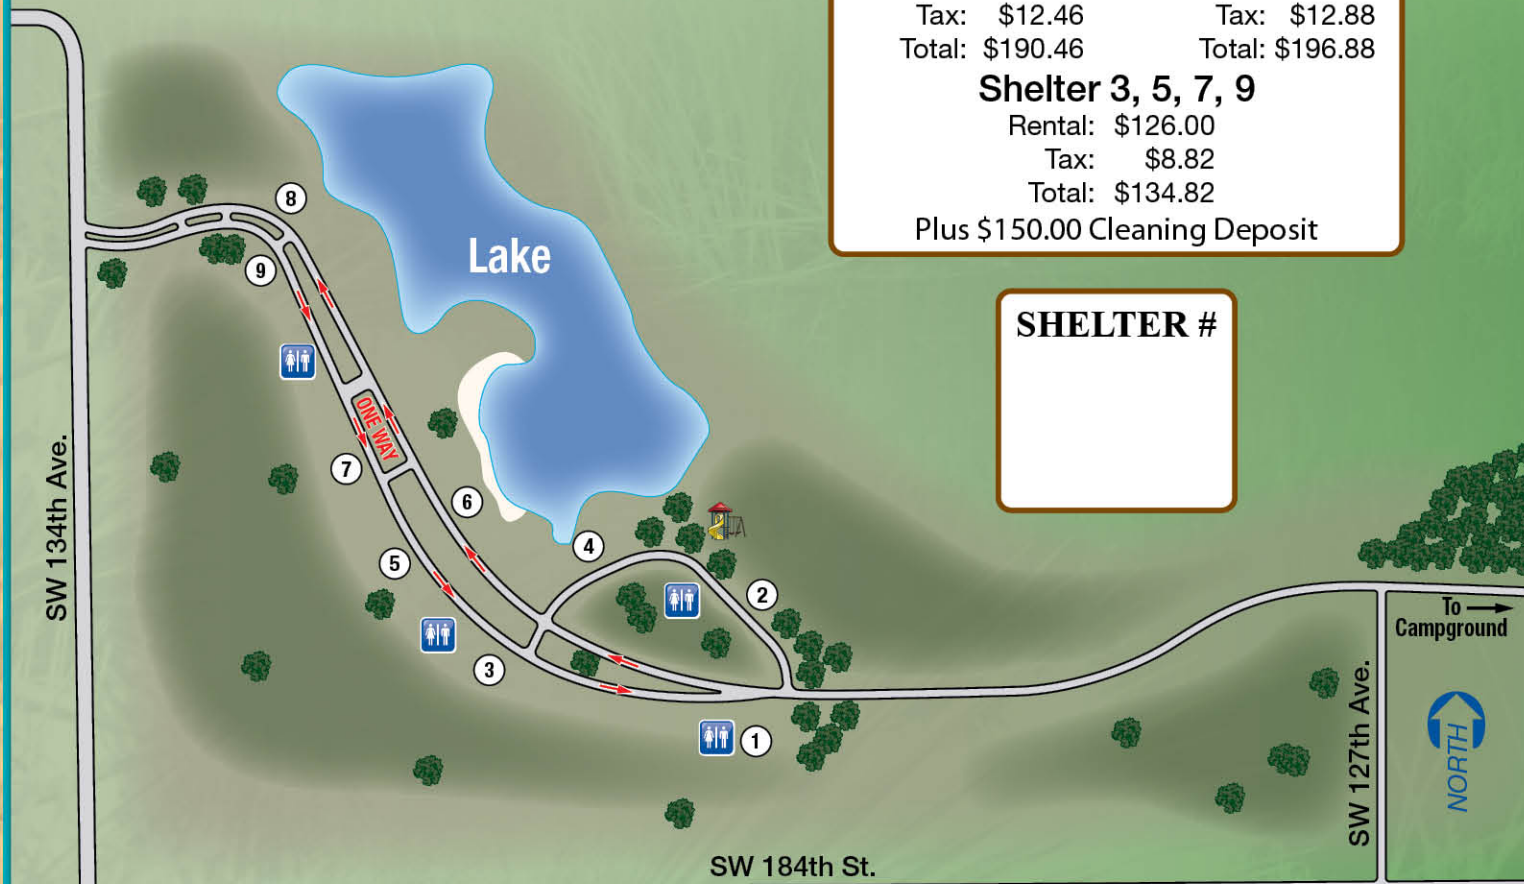 Tax: $12.46 Tax: $12.88
Total: $190.46 Total: $196.88
Shelter 3, 5, 7, 9
Rental: $126.00
Tax: $8.82
Total: $134.82
Plus $150.00 Cleaning Deposit
SHELTER #
8
Lake
9
ONE WAY
7
6
SW 134th Ave.
4
5
2
To
Campground
3
1
SW 127th Ave.
NORTH
SW 184th St.